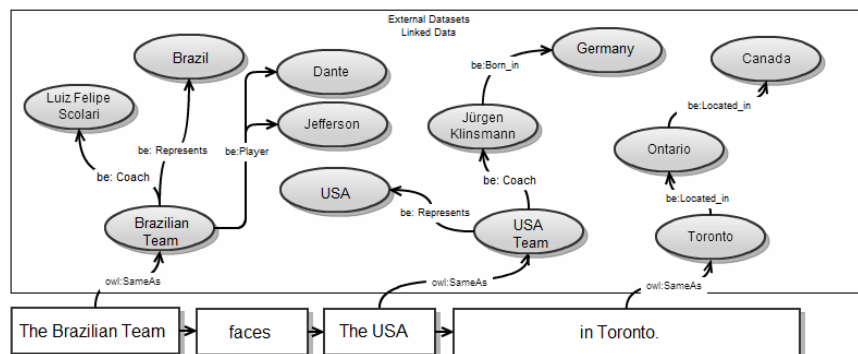 External Datasets
Linked Data
Brazil
Germany
Canada
Dante
be:Born_in
Luiz Felipe
Scolari
Jefferson
Jürgen
Klinsmann
be:Located_in
be: Represents
be:Player
Ontario
be: Coach
be: Coach
USA
be:Located_in
be: Represents
Brazilian
Team
USA
Team
Toronto
owl:SameAs
owl:SameAs
owl:SameAs
The Brazilian Team
faces
The USA
in Toronto.